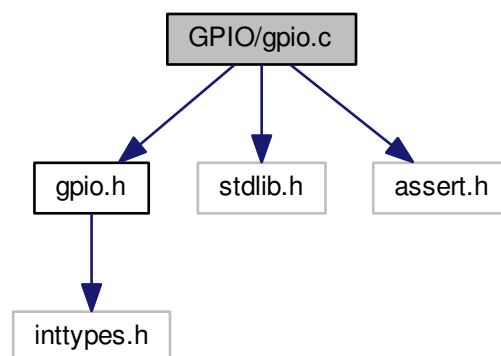 GPIO/gpio.c
gpio.h
stdlib.h
assert.h
inttypes.h